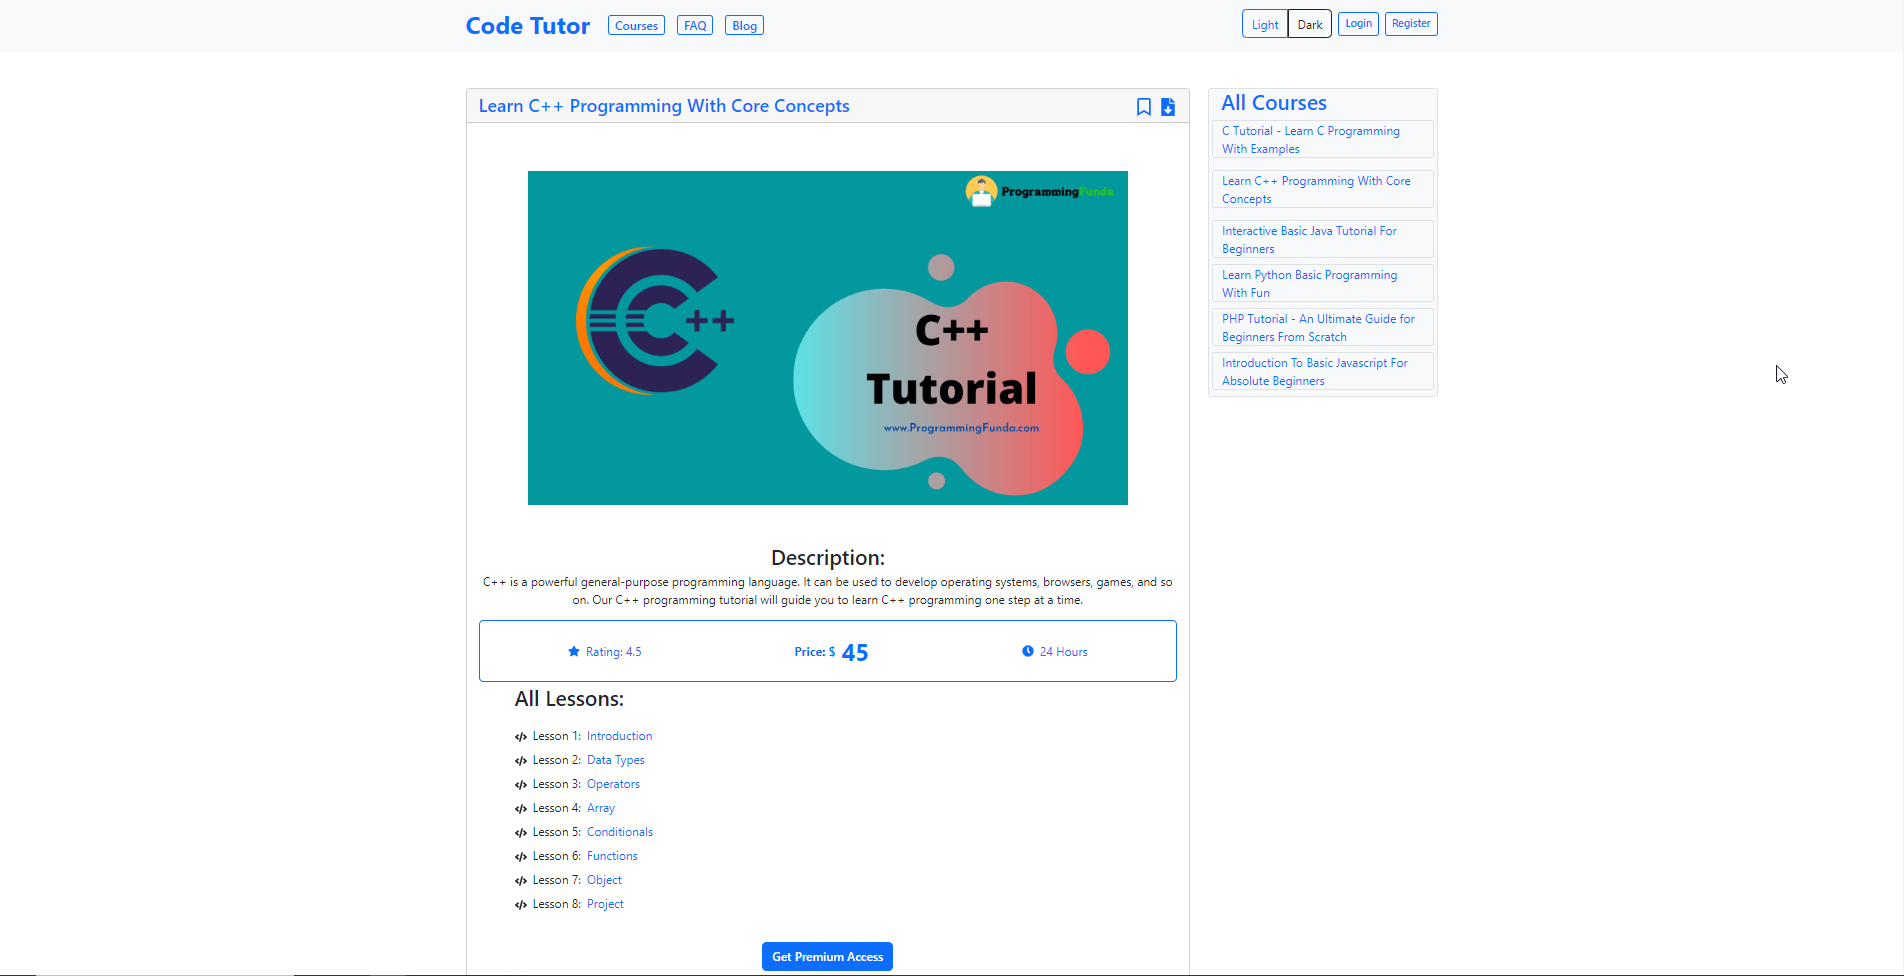 Code Tutor Courses FAQ Blog Light Dark Login Register
Learn C++ Programming With Core Concepts
ProgrammingFunda
C++
C++
Tutorial
www.ProgrammingFunda.com
Description:
C++ is a powerful general-purpose programming language. It can be used to develop operating systems, browsers, games, and so
on. Our C++ programming tutorial will guide you to learn C++ programming one step at a time.
Rating: 4.5 Price: $ 45 24 Hours
All Lessons:
Lesson 1: Introduction
Lesson 2: Data Types
Lesson 3: Operators
Lesson 4: Array
Lesson 5: Conditionals
Lesson 6: Functions
Lesson 7: Object
Lesson 8: Project
Get Premium Access
All Courses
C Tutorial - Learn C Programming
With Examples
Learn C++ Programming With Core
Concepts
Interactive Basic Java Tutorial For
Beginners
Learn Python Basic Programming
With Fun
PHP Tutorial - An Ultimate Guide for
Beginners From Scratch
Introduction To Basic Javascript For
Absolute Beginners